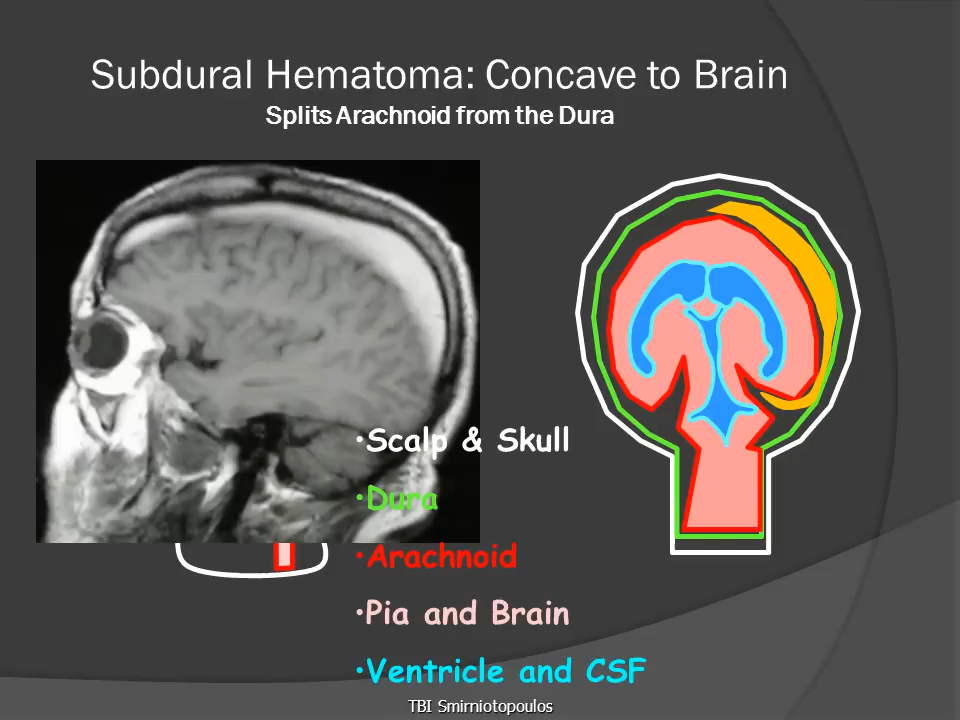 Subdural Hematoma: Concave to Brain
Splits Arachnoid from the Dura
•Scalp & Skull
•Dura
•Arachnoid
•Pia and Brain
•Ventricle and CSF
TBI Smirniotopoulos